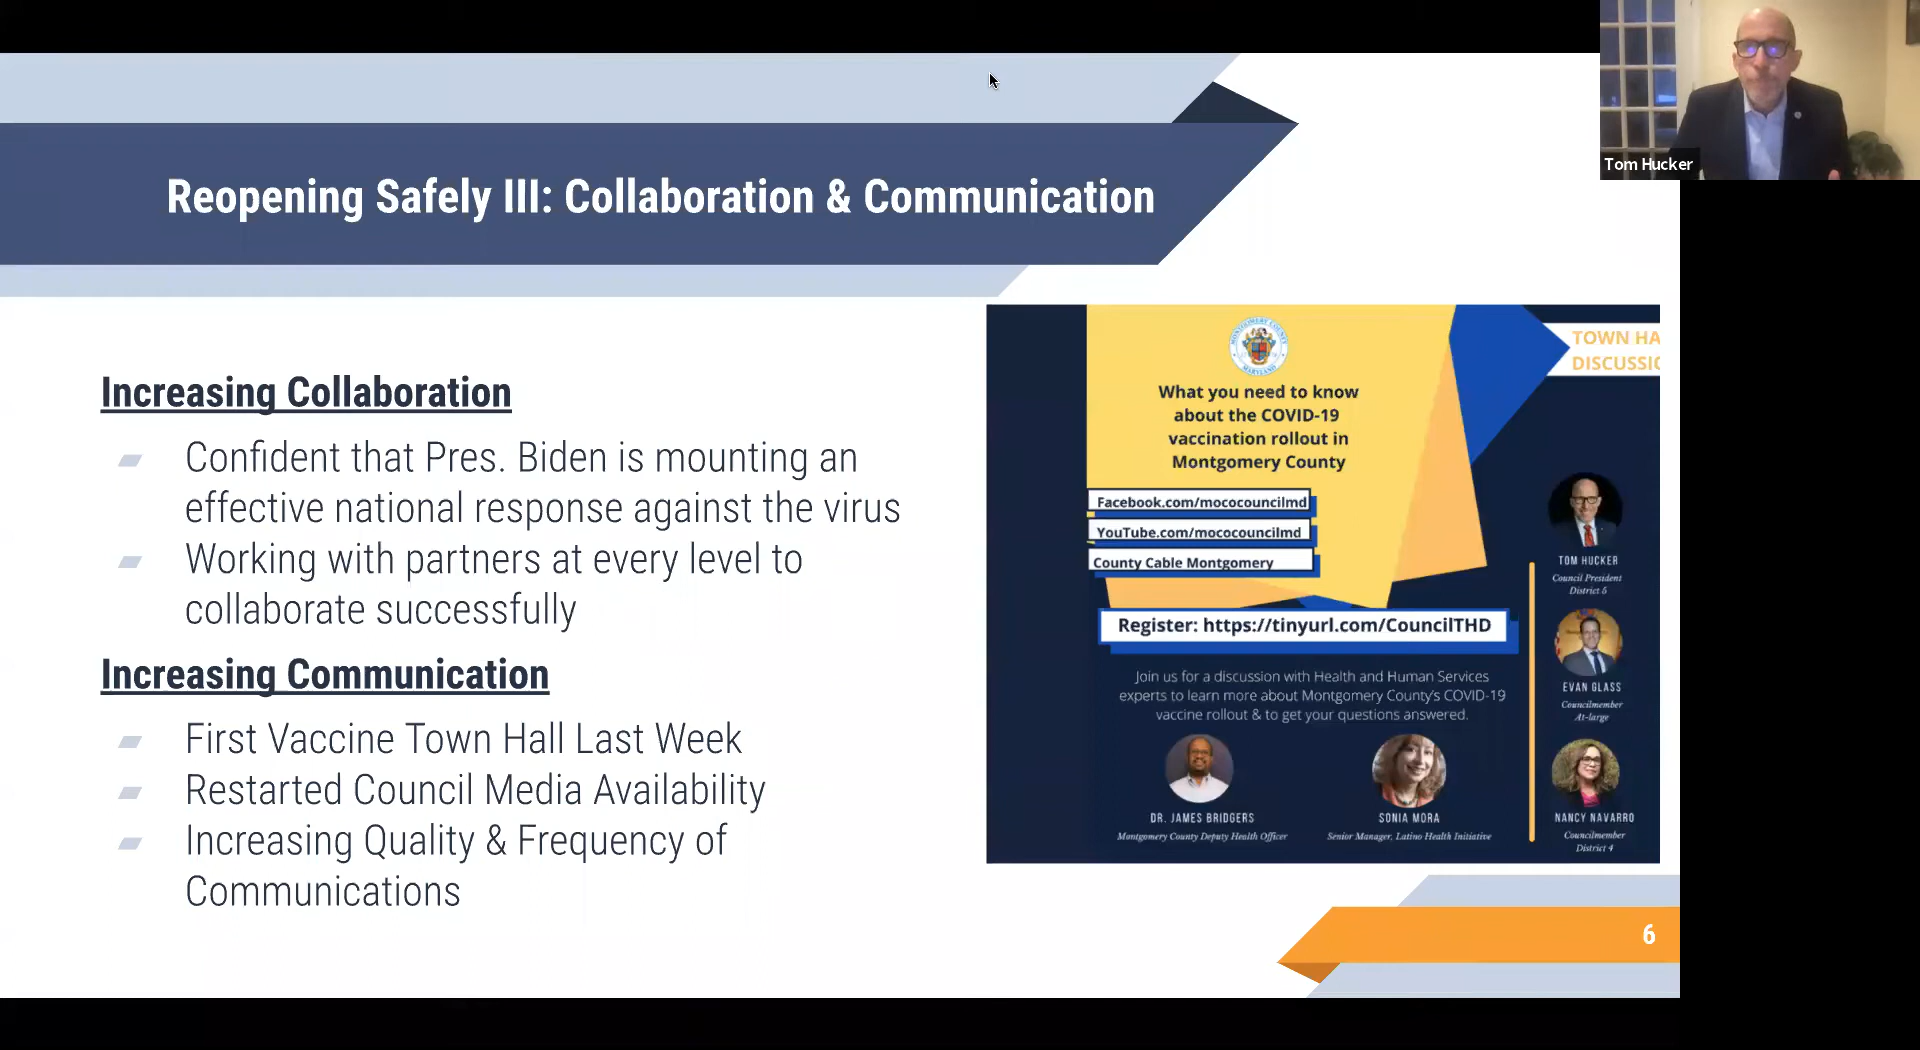 Tom Hucker
Reopening Safely III: Collaboration & Communication
Increasing Collaboration
Confident that Pres. Biden is mounting an
effective national response against the virus
Working with partners at every level to
collaborate successfully
Increasing Communication
First Vaccine Town Hall Last Week
Restarted Council Media Availability
Increasing Quality & Frequency of
Communications
MONTGOMERY COUNTY
MARYLAND
What you need to know
about the COVID-19
vaccination rollout in
Montgomery County
Facebook.com/mococouncilmd
YouTube.com/mococouncilmd
County Cable Montgomery
Register: https://tinyurl.com/CouncilTHD
Join us for a discussion with Health and Human Services
experts to learn more about Montgomery County's COVID-19
vaccine rollout & to get your questions answered.
DR. JAMES BRIDGERS
Montgomery County Deputy Health Officer
SONIA MORA
Senior Manager, Latino Health Initiative
TOWN HA
DISCUSSIO
TOM HUCKER
Council President
District 5
EVAN GLASS
Councilmember
At-large
NANCY NAVARRO
Councilmember
District 4
6